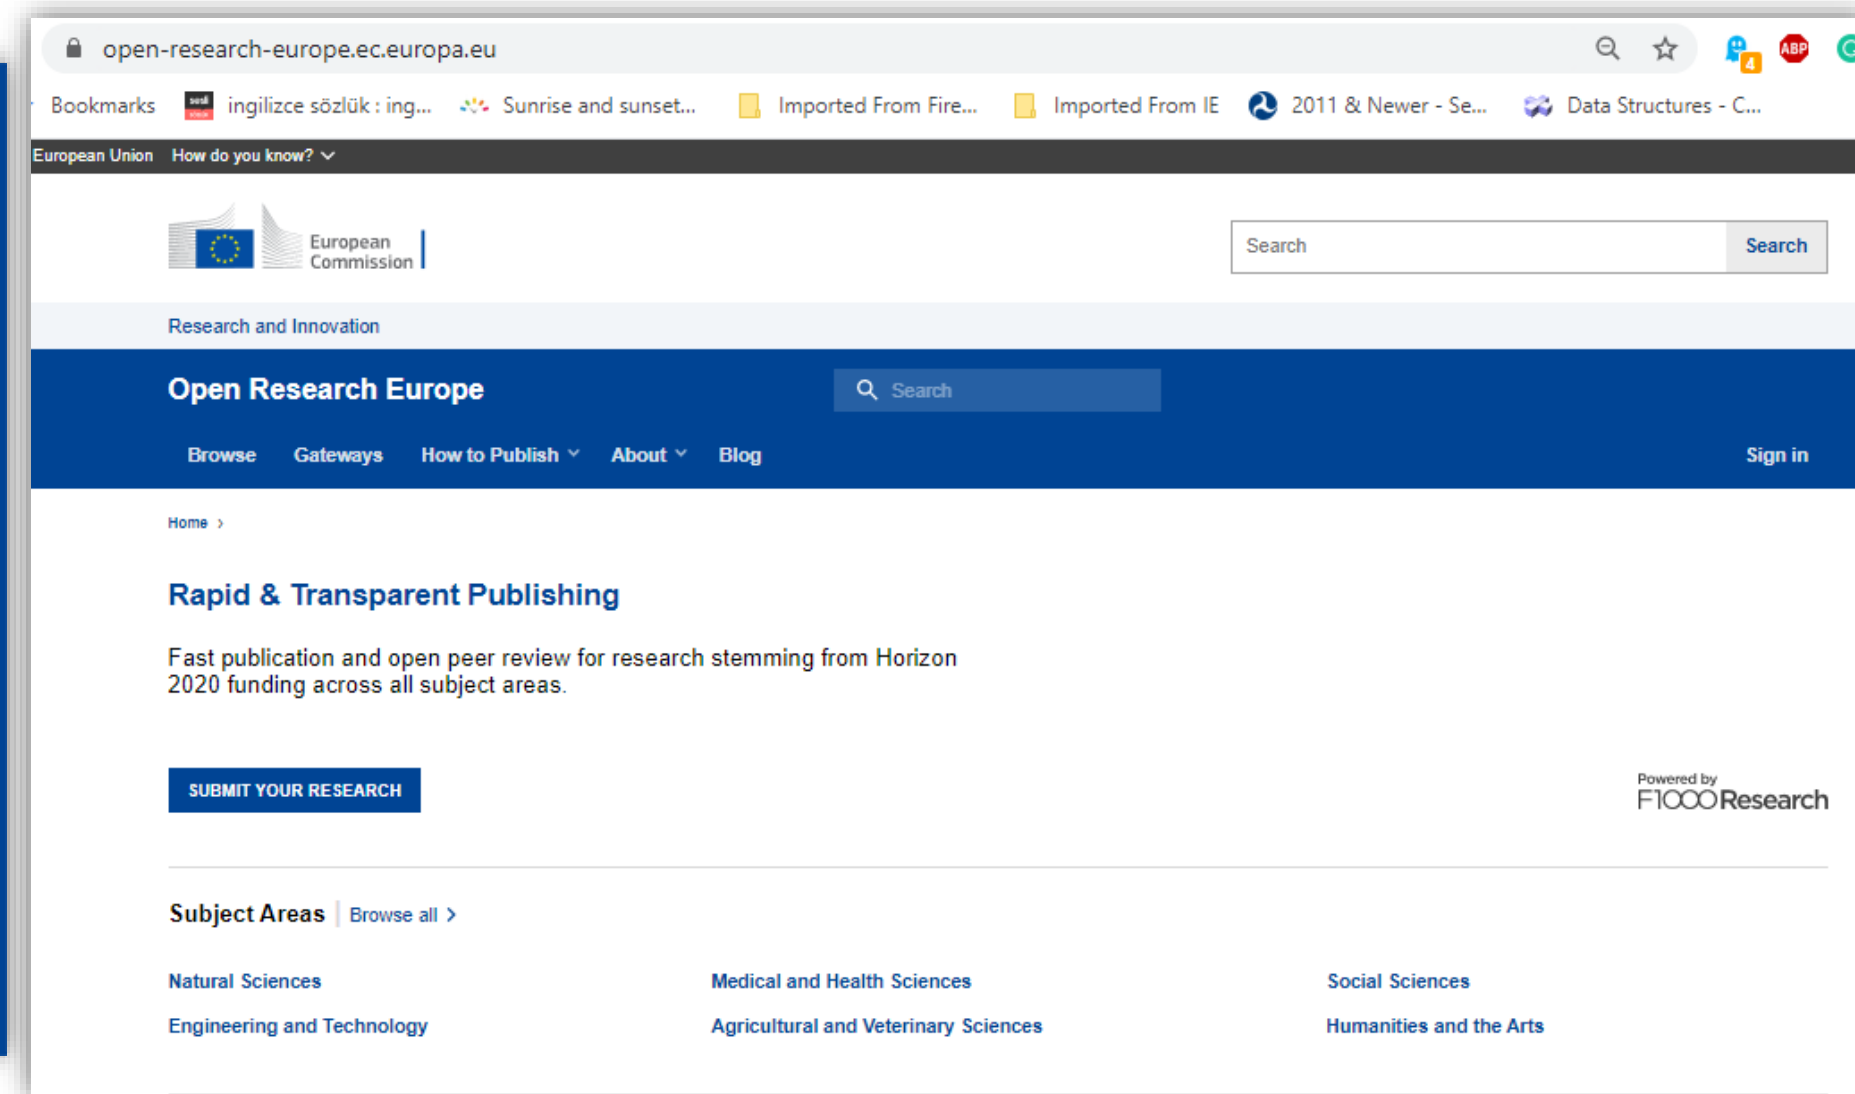 open-research-europe.ec.europa.eu
4 ABP
Bookmarks sesli sözlük ingilizce sözlük : ing... Sunrise and sunset... Imported From Fire... Imported From IE 2011 & Newer - Se... Data Structures - C...
European Union How do you know?
European
Commission
Search Search
Research and Innovation
Open Research Europe Search
Browse Gateways How to Publish About Blog Sign in
Home >
Rapid & Transparent Publishing
Fast publication and open peer review for research stemming from Horizon
2020 funding across all subject areas.
SUBMIT YOUR RESEARCH
Powered by
F1000Research
Subject Areas | Browse all >
Natural Sciences Medical and Health Sciences Social Sciences
Engineering and Technology Agricultural and Veterinary Sciences Humanities and the Arts